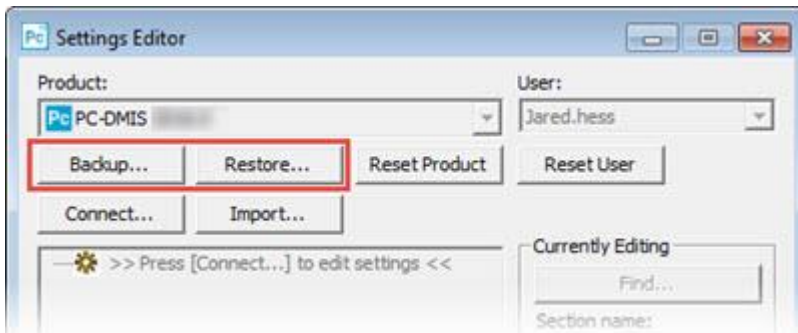 Pc Settings Editor
Product:
User:
Pc PC-DMIS
Jared.hess
Backup...
Restore...
Reset Product
Reset User
Connect...
Import...
>> Press [Connect...] to edit settings <<
Currently Editing
Find...
Section name: